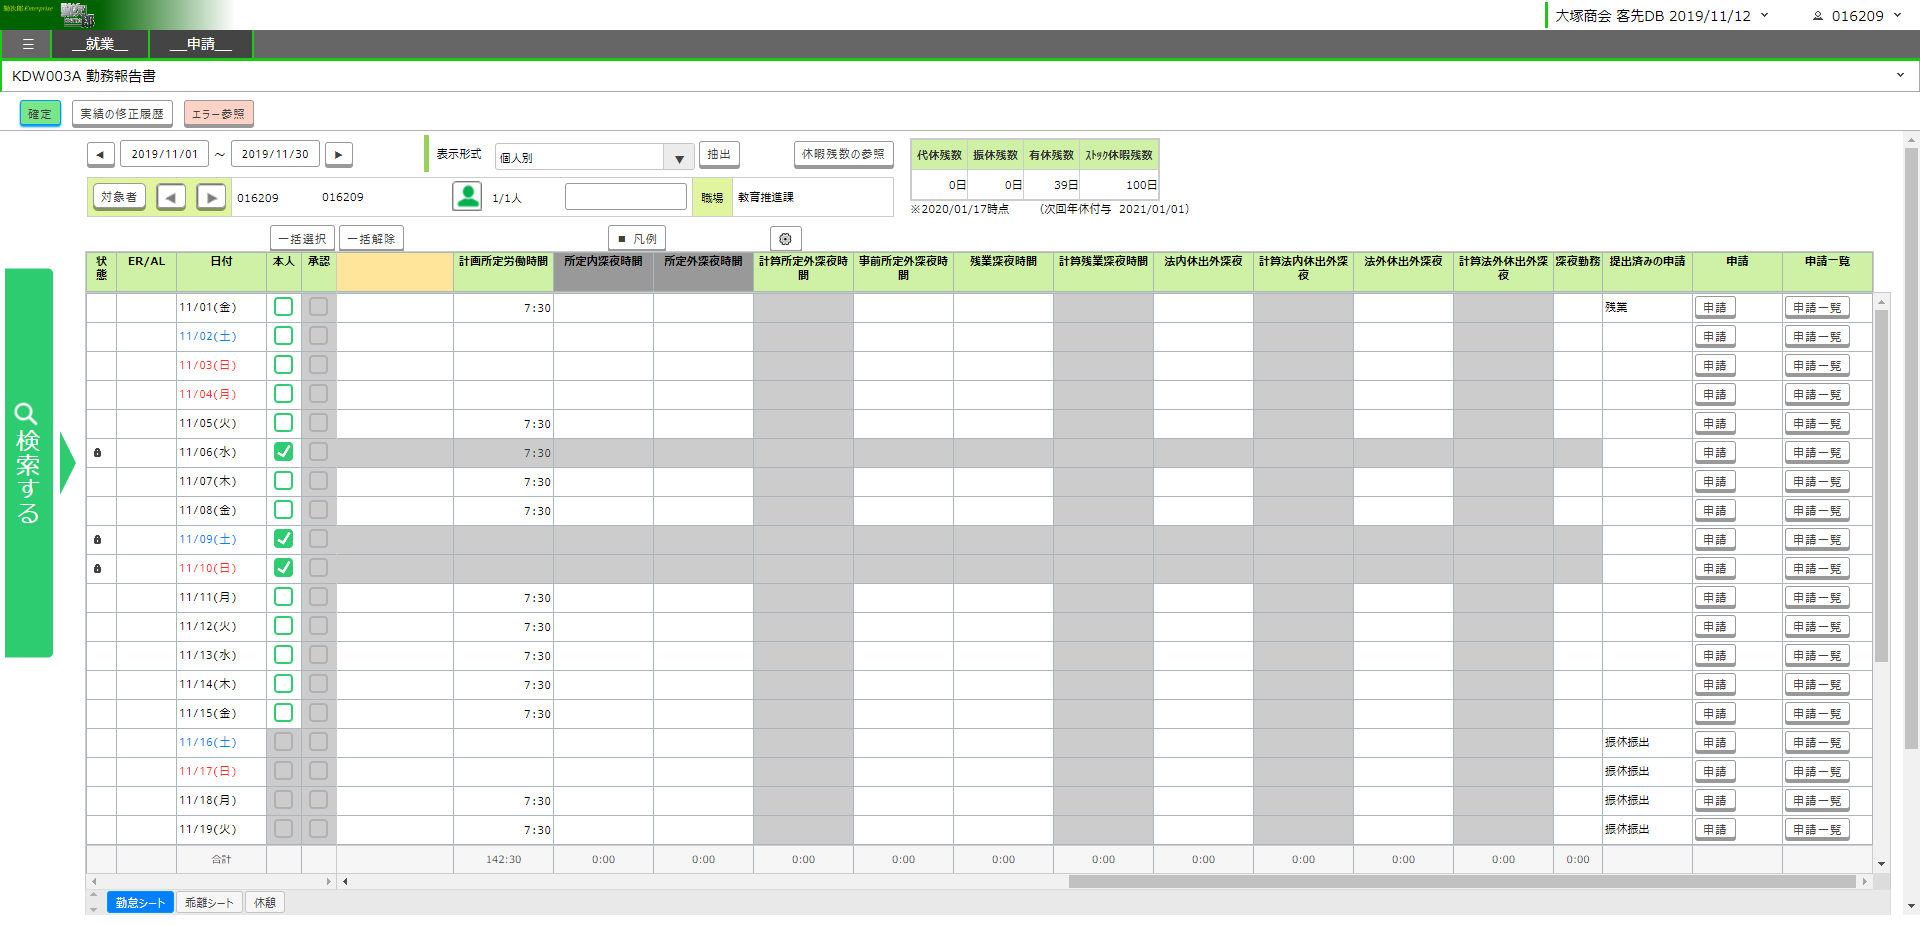 勤次郎 Enterprise
大塚商会 客先DB 2019/11/12
016209
__就業__
__申請__
KDW003A 勤務報告書
確定
実績の修正履歴
エラー参照
◀ 2019/11/01 ～ 2019/11/30 ▶
表示形式 個人別 ▼ 抽出
休暇残数の参照
代休残数 振休残数 有休残数 ｽﾄｯｸ休暇残数
0日 0日 39日 100日
※2020/01/17時点 (次回年休付与 2021/01/01)
対象者 ◀ ▶ 016209 016209 1/1人 職場 教育推進課
一括選択 一括解除 ■ 凡例
検索する
状態 ER/AL 日付 本人 承認 計画所定労働時間 所定内深夜時間 所定外深夜時間 計算所定外深夜時間 事前所定外深夜時間 残業深夜時間 計算残業深夜時間 法内休出外深夜 計算法内休出外深夜 法外休出外深夜 計算法外休出外深夜 深夜勤務 提出済みの申請 申請 申請一覧
11/01(金) 7:30 残業 申請 申請一覧
11/02(土) 申請 申請一覧
11/03(日) 申請 申請一覧
11/04(月) 申請 申請一覧
11/05(火) 7:30 申請 申請一覧
11/06(水) 7:30 申請 申請一覧
11/07(木) 7:30 申請 申請一覧
11/08(金) 7:30 申請 申請一覧
11/09(土) 申請 申請一覧
11/10(日) 申請 申請一覧
11/11(月) 7:30 申請 申請一覧
11/12(火) 7:30 申請 申請一覧
11/13(水) 7:30 申請 申請一覧
11/14(木) 7:30 申請 申請一覧
11/15(金) 7:30 申請 申請一覧
11/16(土) 振休振出 申請 申請一覧
11/17(日) 振休振出 申請 申請一覧
11/18(月) 7:30 振休振出 申請 申請一覧
11/19(火) 7:30 振休振出 申請 申請一覧
合計 142:30 0:00 0:00 0:00 0:00 0:00 0:00 0:00 0:00 0:00 0:00 0:00
勤怠シート 乖離シート 休憩